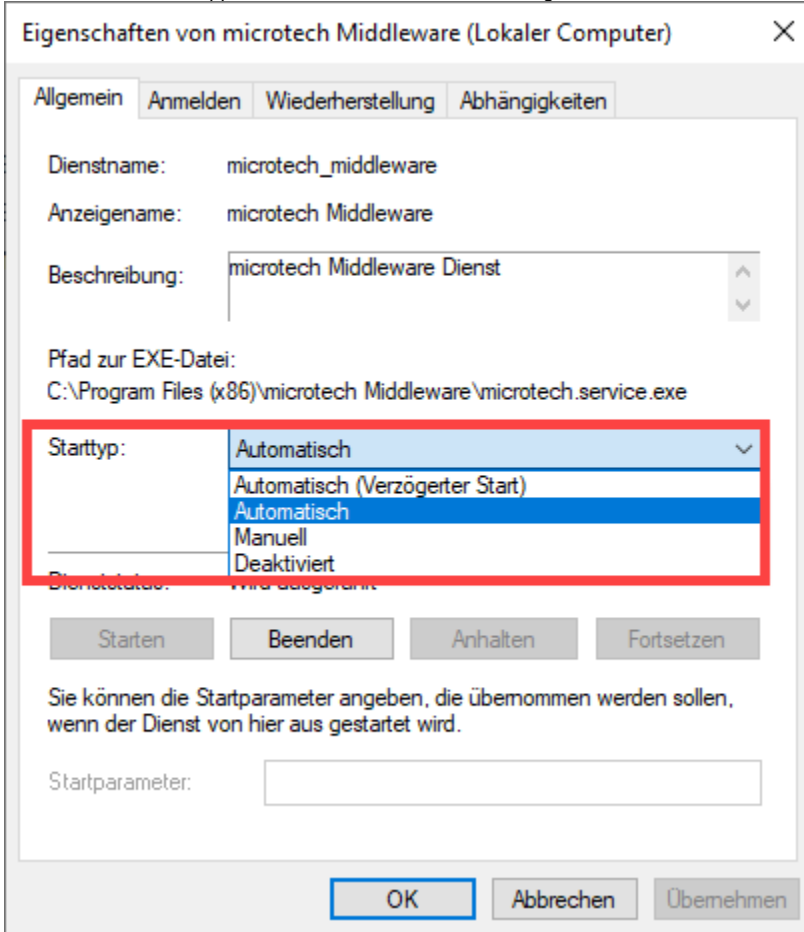 Eigenschaften von microtech Middleware (Lokaler Computer)
Allgemein Anmelden Wiederherstellung Abhängigkeiten
Dienstname: microtech_middleware
Anzeigename: microtech Middleware
Beschreibung: microtech Middleware Dienst
Pfad zur EXE-Datei:
C:\Program Files (x86)\microtech Middleware\microtech.service.exe
Starttyp: Automatisch
Automatisch (Verzögerter Start)
Automatisch
Manuell
Deaktiviert
Dienststatus: Wird ausgeführt
Starten Beenden Anhalten Fortsetzen
Sie können die Startparameter angeben, die übernommen werden sollen,
wenn der Dienst von hier aus gestartet wird.
Startparameter:
OK Abbrechen Übernehmen